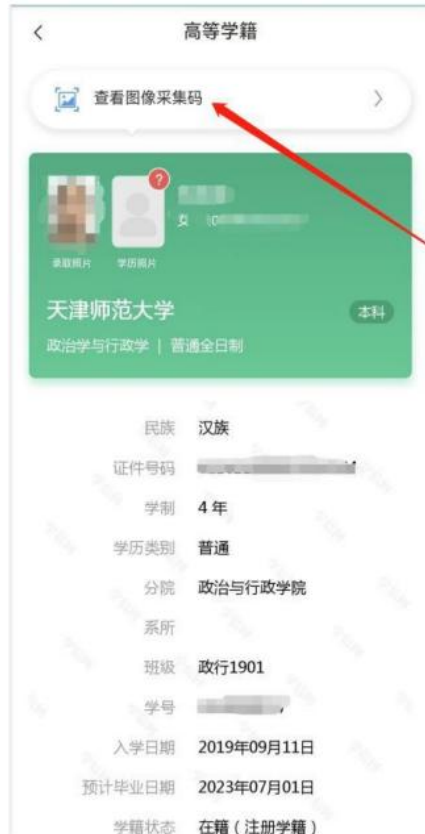 高等学籍
查看图像采集码
?
女
录取照片 学历照片
天津师范大学 本科
政治学与行政学 | 普通全日制
民族 汉族
证件号码
学制 4 年
学历类别 普通
分院 政治与行政学院
系所
班级 政行1901
学号
入学日期 2019年09月11日
预计毕业日期 2023年07月01日
学籍状态 在籍（注册学籍）